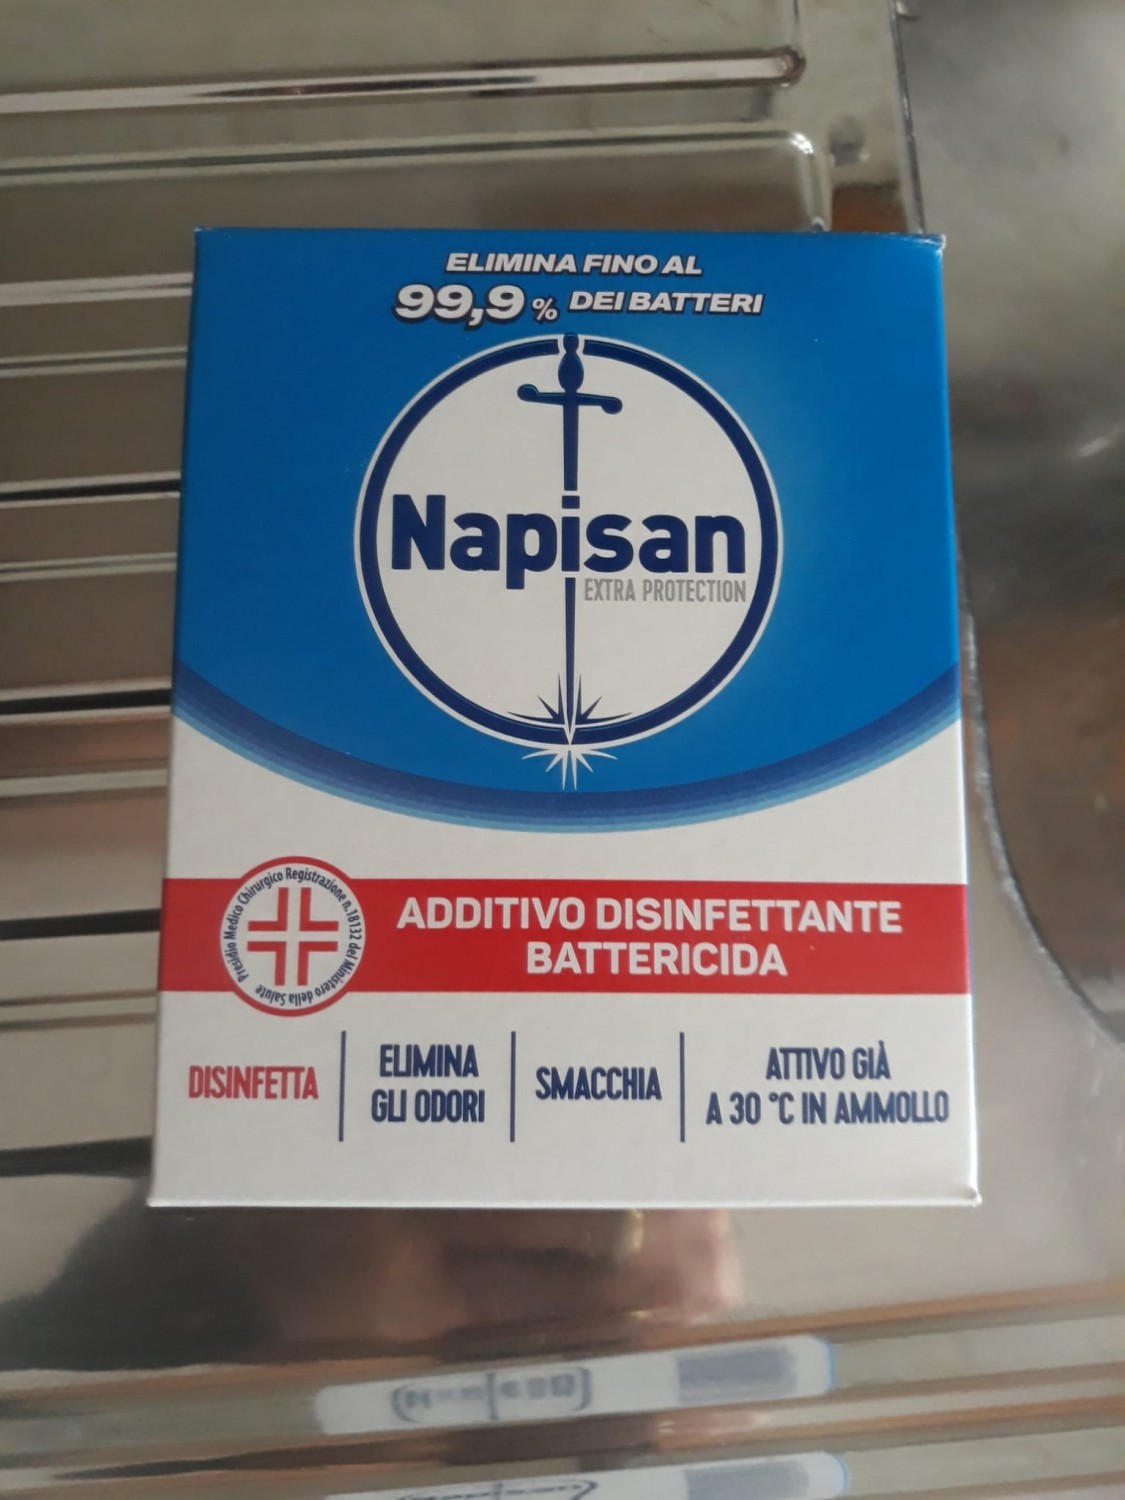 ELIMINA FINO AL
99,9% DEI BATTERI
Napisan
EXTRA PROTECTION
Presidio Medico Chirurgico Registrazione n.18132 del Ministero della Salute
ADDITIVO DISINFETTANTE
BATTERICIDA
DISINFETTA
ELIMINA
GLI ODORI
SMACCHIA
ATTIVO GIÀ
A 30 °C IN AMMOLLO